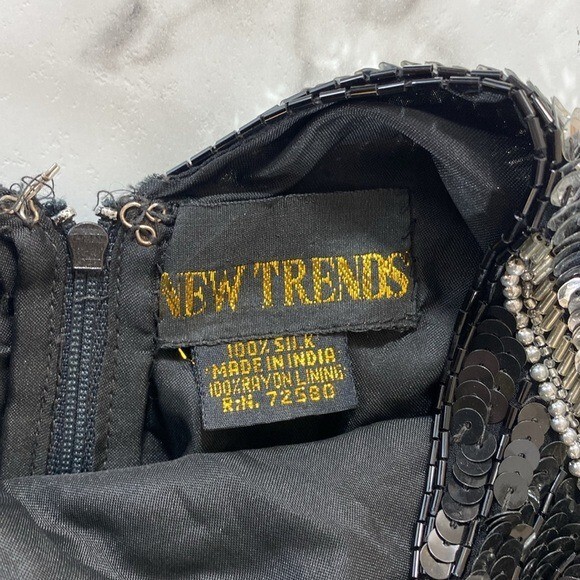 NEW TRENDS
100% SILK
MADE IN INDIA
100% RAYON LINING
R.N. 72580